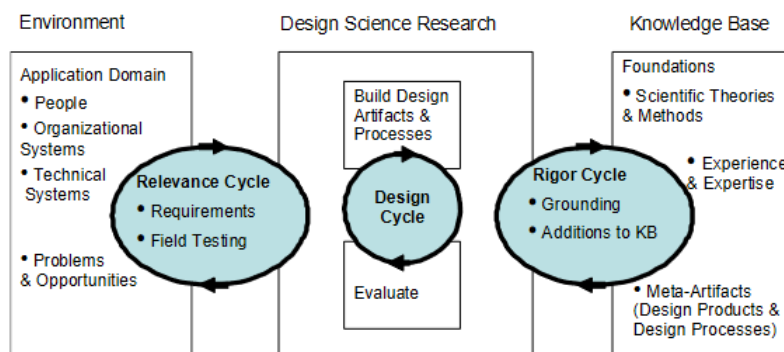 Environment
Design Science Research
Knowledge Base
Application Domain
• People
• Organizational
Systems
• Technical
Systems
• Problems
& Opportunities
Relevance Cycle
• Requirements
• Field Testing
Build Design
Artifacts &
Processes
Design
Cycle
Evaluate
Rigor Cycle
• Grounding
• Additions to KB
Foundations
• Scientific Theories
& Methods
• Experience
& Expertise
• Meta-Artifacts
(Design Products &
Design Processes)